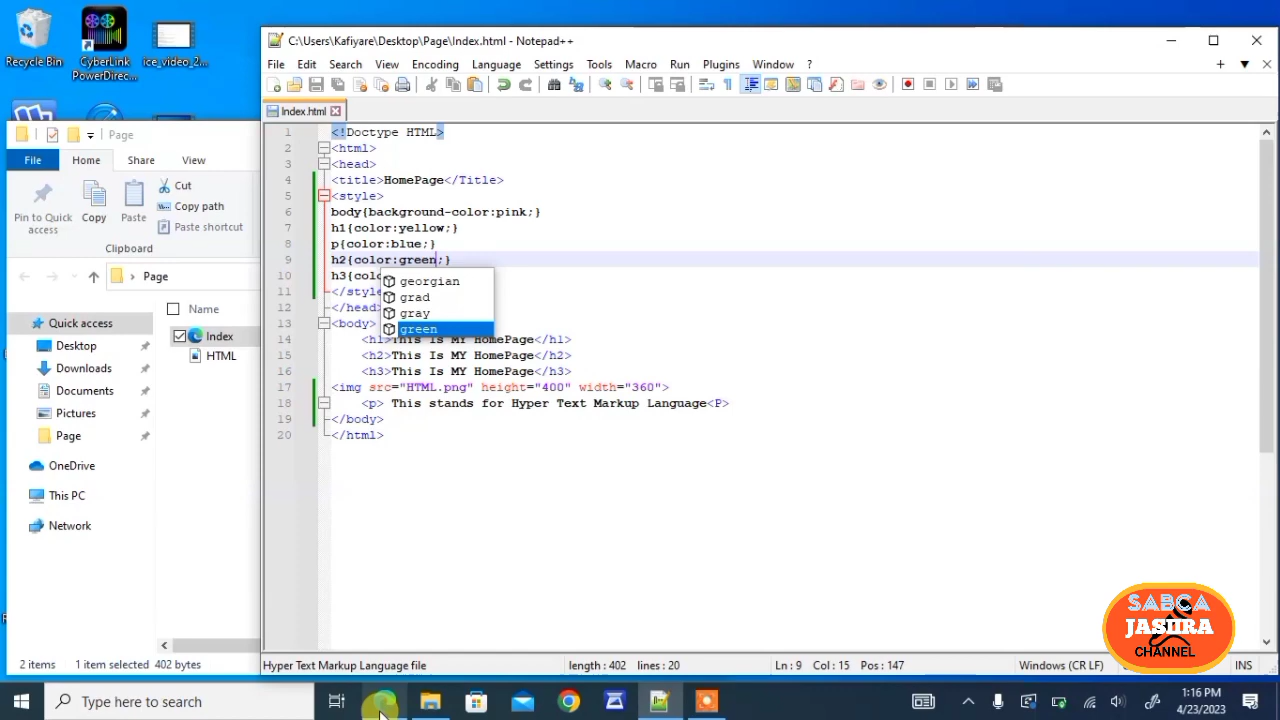 Recycle Bin
CyberLink
PowerDirec...
ice_video_2...
C:\Users\Kafiyare\Desktop\Page\Index.html - Notepad++
File Edit Search View Encoding Language Settings Tools Macro Run Plugins Window ?
Index.html
1 <!Doctype HTML>
2 <html>
3 <head>
4 <title>HomePage</Title>
5 <style>
6 body{background-color:pink;}
7 h1{color:yellow;}
8 p{color:blue;}
9 h2{color:green;}
10 h3{colo
11 </style
12 </head>
13 <body>
14 <h1>This Is MY HomePage</h1>
15 <h2>This Is MY HomePage</h2>
16 <h3>This Is MY HomePage</h3>
17 <img src="HTML.png" height="400" width="360">
18 <p> This stands for Hyper Text Markup Language<P>
19 </body>
20 </html>
georgian
grad
gray
green
Page
File Home Share View
Pin to Quick
access
Copy
Paste
Cut
Copy path
Paste shortcut
Clipboard
Page
Name
Index
HTML
Quick access
Desktop
Downloads
Documents
Pictures
Page
OneDrive
This PC
Network
2 items 1 item selected 402 bytes
Hyper Text Markup Language file length : 402 lines : 20 Ln : 9 Col : 15 Pos : 147 Windows (CR LF) INS
SABCA
JASIIRA
CHANNEL
Type here to search
1:16 PM
4/23/2023